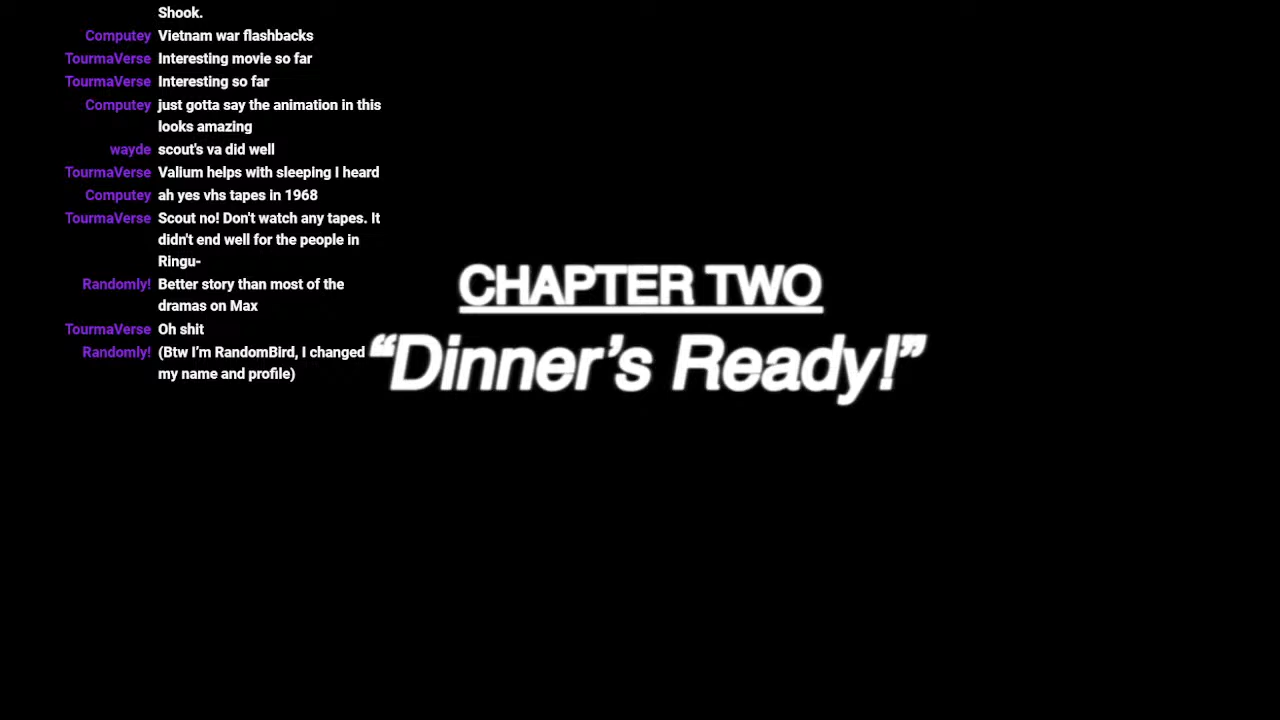 Shook.
Computey Vietnam war flashbacks
TourmaVerse Interesting movie so far
TourmaVerse Interesting so far
Computey just gotta say the animation in this
looks amazing
wayde scout's va did well
TourmaVerse Valium helps with sleeping I heard
Computey ah yes vhs tapes in 1968
TourmaVerse Scout no! Don't watch any tapes. It
didn't end well for the people in
Ringu-
Randomly! Better story than most of the
dramas on Max
TourmaVerse Oh shit
Randomly! (Btw I’m RandomBird, I changed
my name and profile)
CHAPTER TWO
“Dinner’s Ready!”